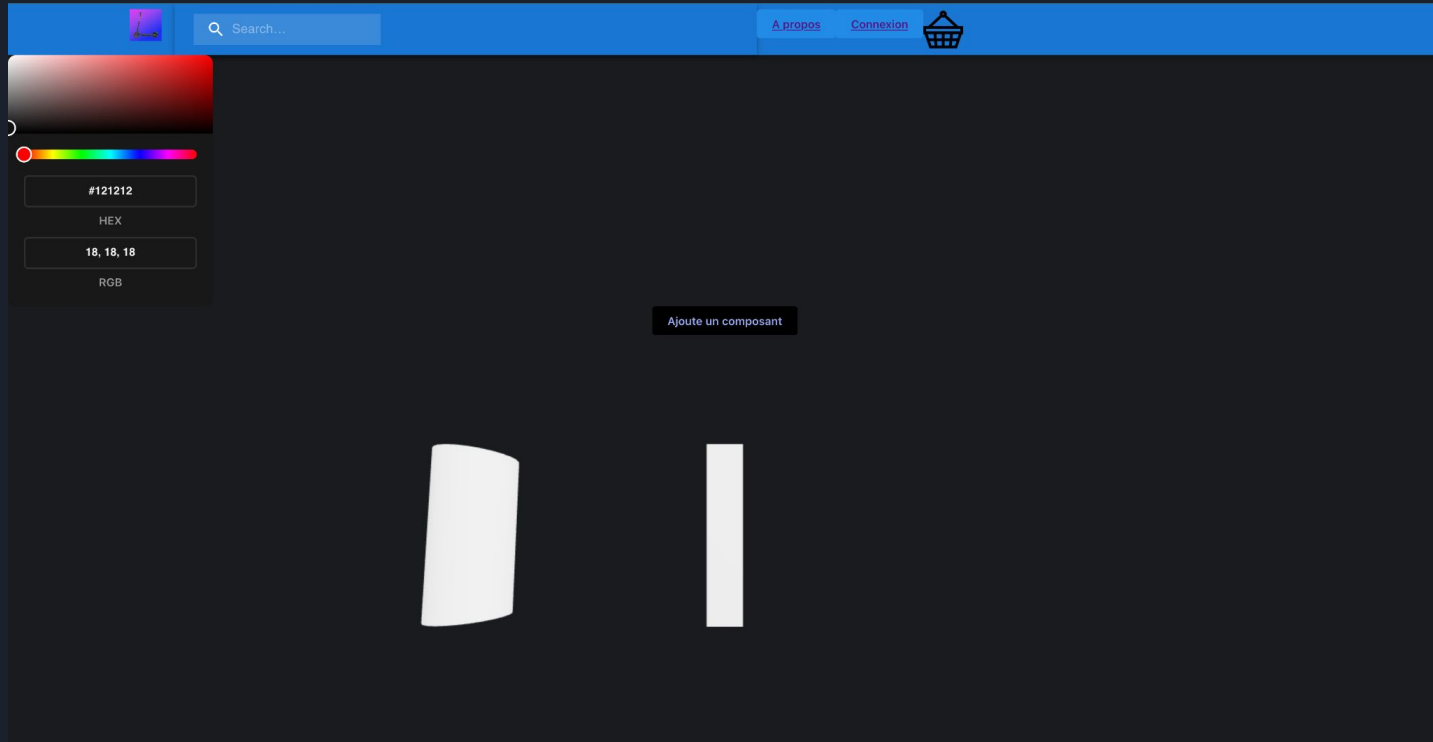 Search...
A propos
Connexion
#121212
HEX
18, 18, 18
RGB
Ajoute un composant